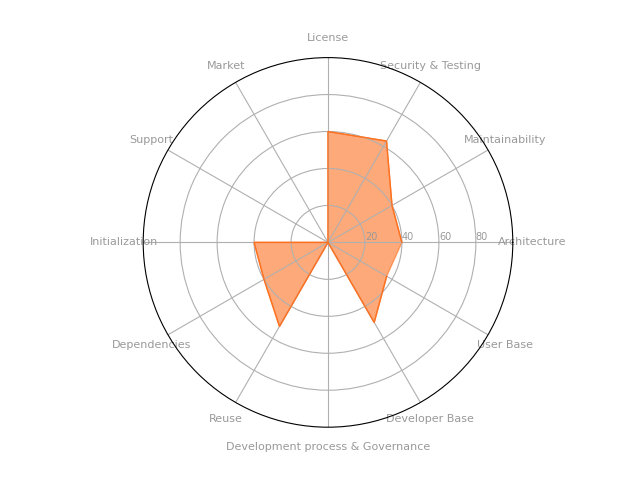 License
Market
Security & Testing
Support
Maintainability
20
40
60
80
Initialization
Architecture
Dependencies
User Base
Reuse
Developer Base
Development process & Governance